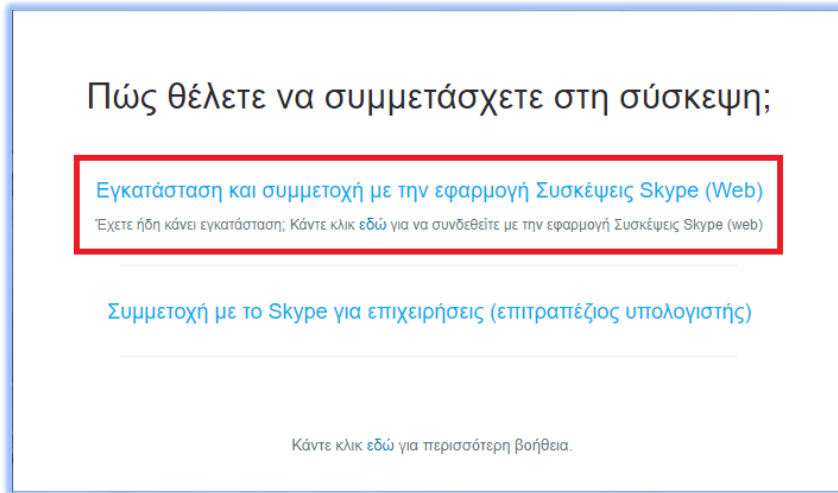 Πώς θέλετε να συμμετάσχετε στη σύσκεψη;
Εγκατάσταση και συμμετοχή με την εφαρμογή Συσκέψεις Skype (Web)
Έχετε ήδη κάνει εγκατάσταση; Κάντε κλικ εδώ για να συνδεθείτε με την εφαρμογή Συσκέψεις Skype (web)
Συμμετοχή με το Skype για επιχειρήσεις (επιτραπέζιος υπολογιστής)
Κάντε κλικ εδώ για περισσότερη βοήθεια.